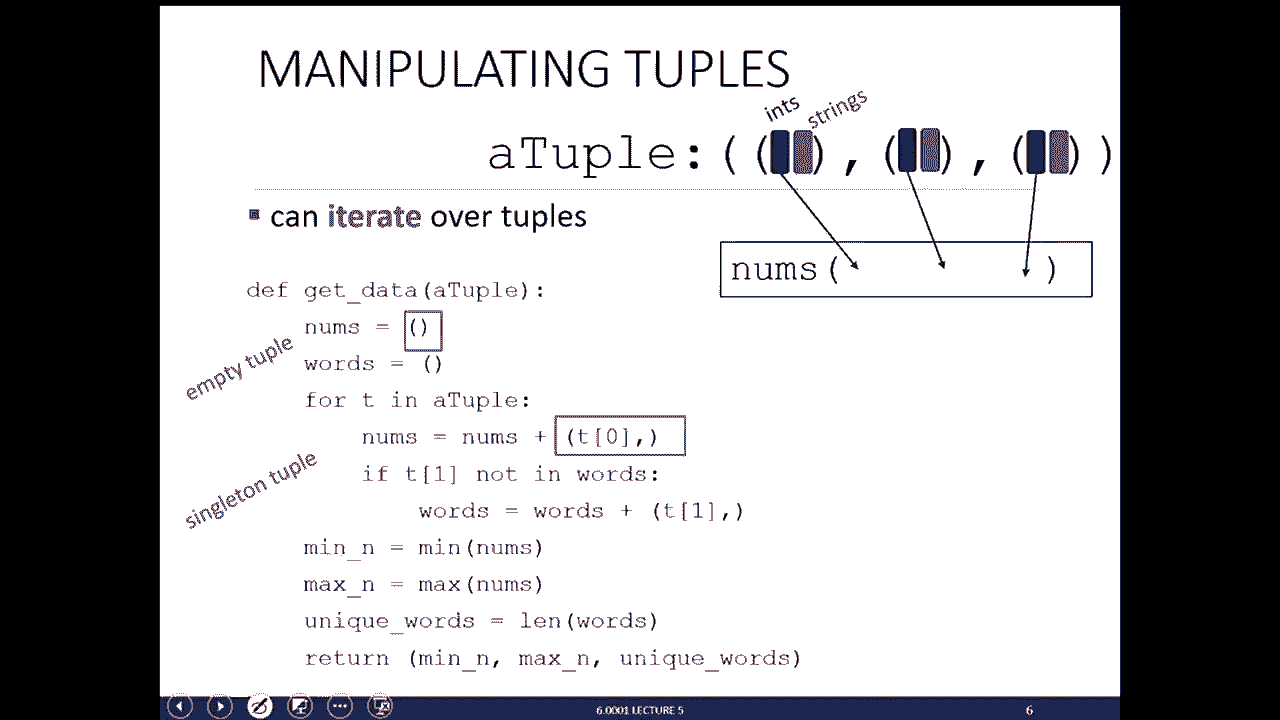 MANIPULATING TUPLES
ints strings
aTuple:(( ),( ),( ))
can iterate over tuples
nums( )
def get_data(aTuple):
nums = ()
empty tuple
words = ()
for t in aTuple:
nums = nums + (t[0],)
singleton tuple
if t[1] not in words:
words = words + (t[1],)
min_n = min(nums)
max_n = max(nums)
unique_words = len(words)
return (min_n, max_n, unique_words)
6.0001 LECTURE 5
6